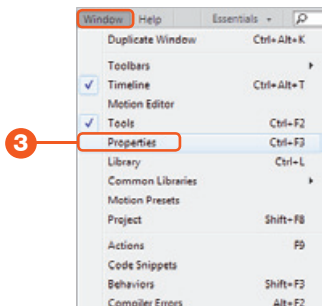 Window Help Essentials
Duplicate Window Ctrl+Alt+K
Toolbars
Timeline Ctrl+Alt+T
Motion Editor
Tools Ctrl+F2
3 Properties Ctrl+F3
Library Ctrl+L
Common Libraries
Motion Presets
Project Shift+F8
Actions F9
Code Snippets
Behaviors Shift+F3
Compiler Errors Alt+F2